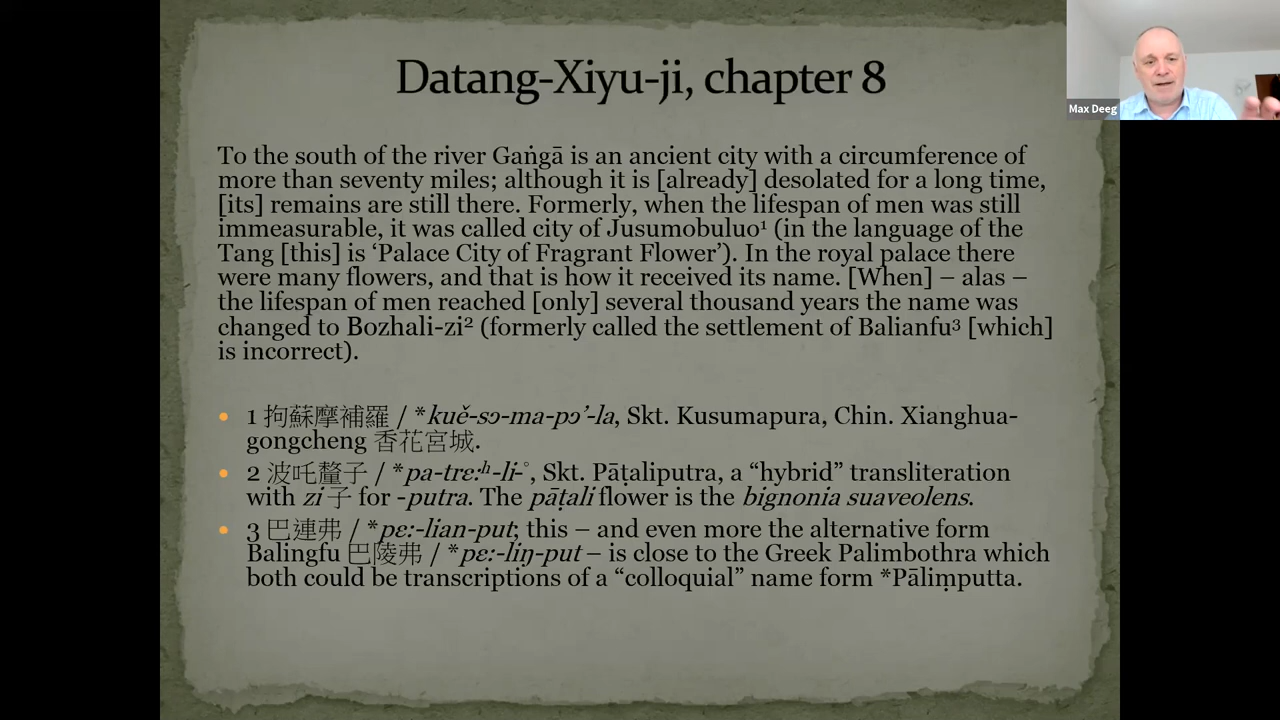 Datang-Xiyu-ji, chapter 8
Max Deeg
To the south of the river Gaṅgā is an ancient city with a circumference of
more than seventy miles; although it is [already] desolated for a long time,
[its] remains are still there. Formerly, when the lifespan of men was still
immeasurable, it was called city of Jusumobuluo¹ (in the language of the
Tang [this] is ‘Palace City of Fragrant Flower’). In the royal palace there
were many flowers, and that is how it received its name. [When] – alas –
the lifespan of men reached [only] several thousand years the name was
changed to Bozhali-zi² (formerly called the settlement of Balianfu³ [which]
is incorrect).
• 1 拘蘇摩補羅 / *kuĕ̌-sɔ-ma-pɔ’-la, Skt. Kusumapura, Chin. Xianghua-
gongcheng 香花宮城.
• 2 波吒釐子 / *pa-trɛːʰ-li-°, Skt. Pāṭaliputra, a “hybrid” transliteration
with zi 子 for -putra. The pāṭali flower is the bignonia suaveolens.
• 3 巴連弗 / *pɛː-lian-put; this – and even more the alternative form
Balingfu 巴陵弗 / *pɛː-liŋ-put – is close to the Greek Palimbothra which
both could be transcriptions of a “colloquial” name form *Pāliṃputta.